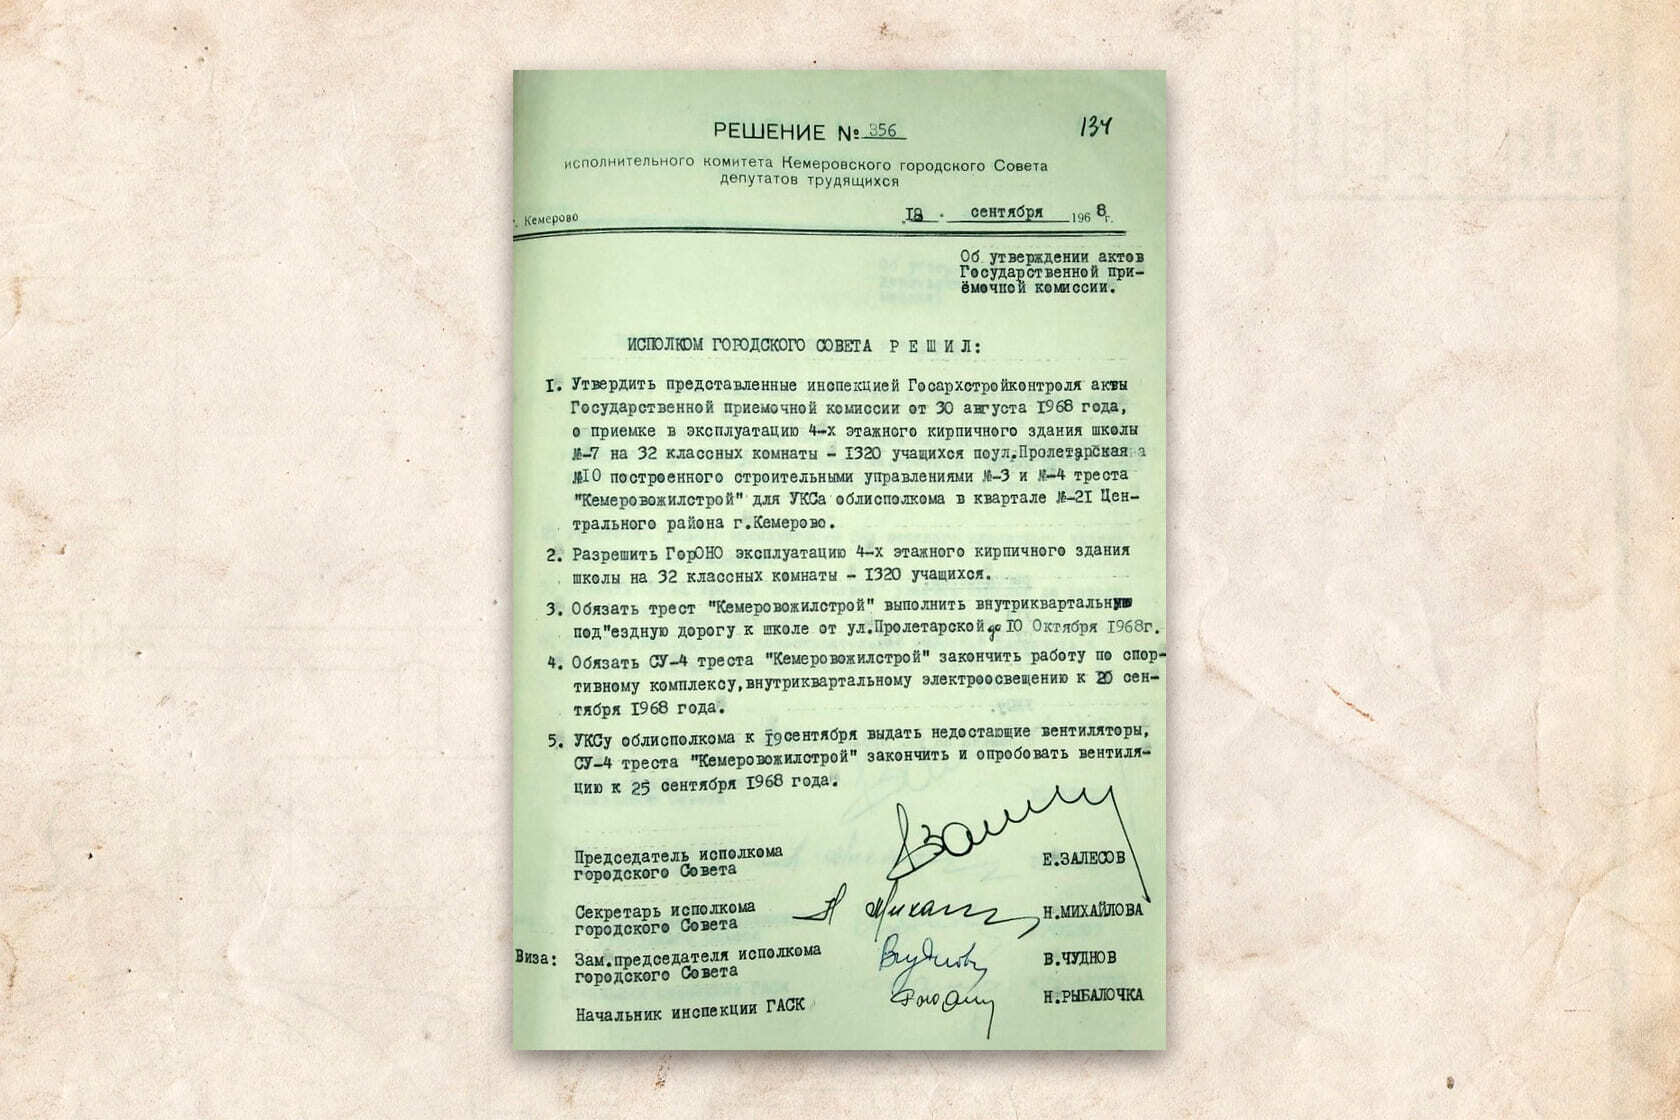 РЕШЕНИЕ № 356
134
исполнительного комитета Кемеровского городского Совета
депутатов трудящихся
г. Кемерово
"18." сентября 1968г.
Об утверждении актов
Государственной при-
ёмочной комиссии.
ИСПОЛКОМ ГОРОДСКОГО СОВЕТА Р Е Ш И Л:
1. Утвердить представленные инспекцией Госархстройконтроля акты
Государственной приемочной комиссии от 30 августа 1968 года,
о приемке в эксплуатацию 4-х этажного кирпичного здания школы
№-7 на 32 классных комнаты - 1320 учащихся поул.Пролетарская
№10 построенного строительными управлениями №-3 и №-4 треста
"Кемеровожилстрой" для УКСа облисполкома в квартале №-21 Цен-
трального района г.Кемерово.
2. Разрешить ГорОНО эксплуатацию 4-х этажного кирпичного здания
школы на 32 классных комнаты - 1320 учащихся.
3. Обязать трест "Кемеровожилстрой" выполнить внутриквартальную
под"ездную дорогу к школе от ул.Пролетарской до 10 Октября 1968г.
4. Обязать СУ-4 треста "Кемеровожилстрой" закончить работу по спор-
тивному комплексу,внутриквартальному электроосвещению к 20 сен-
тября 1968 года.
5. УКСу облисполкома к 19сентября выдать недостающие вентиляторы,
СУ-4 треста "Кемеровожилстрой" закончить и опробовать вентиля-
цию к 25 сентября 1968 года.
Председатель исполкома
городского Совета
Е.ЗАЛЕСОВ
Секретарь исполкома
городского Совета
Н.МИХАЙЛОВА
Виза: Зам.председателя исполкома
городского Совета
В.ЧУДНОВ
Начальник инспекции ГАСК
Н.РЫБАЛОЧКА